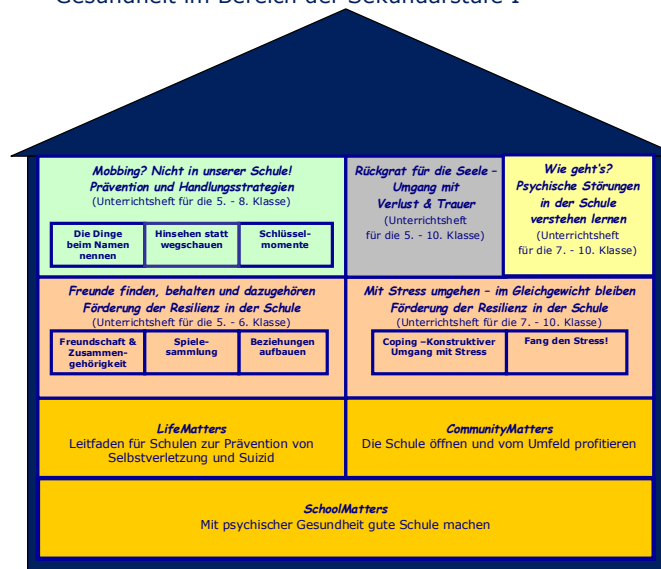 Gesundheit im Bereich der Sekundarstufe I
Mobbing? Nicht in unserer Schule!
Prävention und Handlungsstrategien
(Unterrichtsheft für die 5. - 8. Klasse)
Die Dinge
beim Namen
nennen
Hinsehen statt
wegschauen
Schlüssel-
momente
Rückgrat für die Seele –
Umgang mit
Verlust & Trauer
(Unterrichtsheft
für die 5. - 10. Klasse)
Wie geht’s?
Psychische Störungen
in der Schule
verstehen lernen
(Unterrichtsheft
für die 7. - 10. Klasse)
Freunde finden, behalten und dazugehören
Förderung der Resilienz in der Schule
(Unterrichtsheft für die 5. - 6. Klasse)
Freundschaft &
Zusammen-
gehörigkeit
Spiele-
sammlung
Beziehungen
aufbauen
Mit Stress umgehen – im Gleichgewicht bleiben
Förderung der Resilienz in der Schule
(Unterrichtsheft für die 7. - 10. Klasse)
Coping –Konstruktiver
Umgang mit Stress
Fang den Stress!
LifeMatters
Leitfaden für Schulen zur Prävention von
Selbstverletzung und Suizid
CommunityMatters
Die Schule öffnen und vom Umfeld profitieren
SchoolMatters
Mit psychischer Gesundheit gute Schule machen